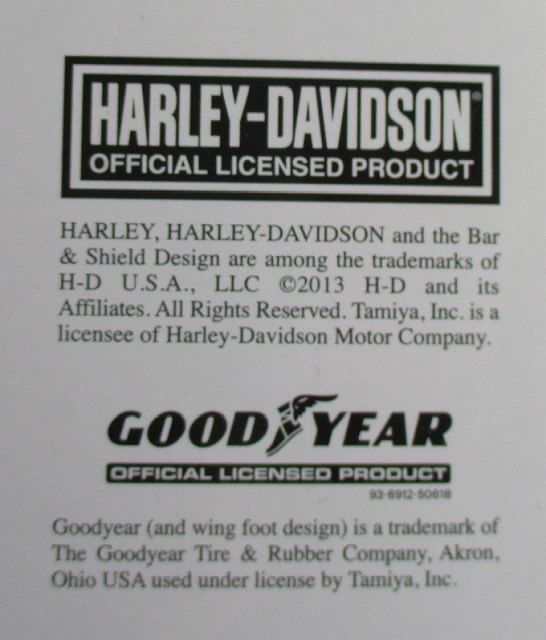 HARLEY-DAVIDSON®
OFFICIAL LICENSED PRODUCT
HARLEY, HARLEY-DAVIDSON and the Bar
& Shield Design are among the trademarks of
H-D U.S.A., LLC ©2013 H-D and its
Affiliates. All Rights Reserved. Tamiya, Inc. is a
licensee of Harley-Davidson Motor Company.
GOOD YEAR
OFFICIAL LICENSED PRODUCT
93-6912-50618
Goodyear (and wing foot design) is a trademark of
The Goodyear Tire & Rubber Company, Akron,
Ohio USA used under license by Tamiya, Inc.